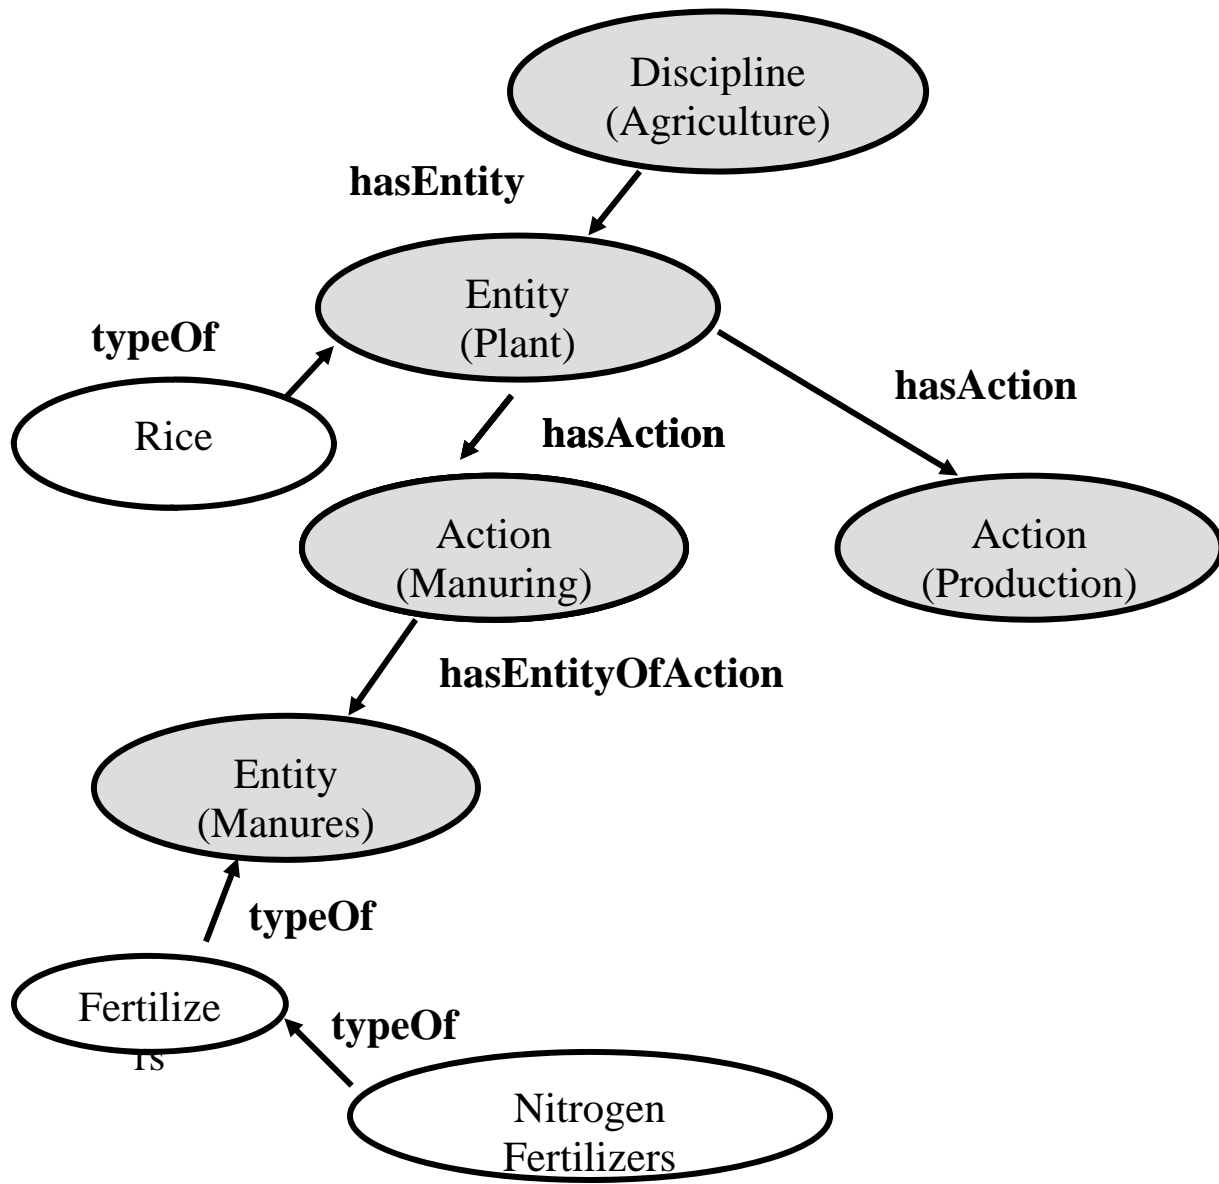 Discipline
(Agriculture)
hasEntity
Entity
(Plant)
typeOf
Rice
hasAction
hasAction
Action
(Manuring)
Action
(Production)
hasEntityOfAction
Entity
(Manures)
typeOf
Fertilize
rs
typeOf
Nitrogen
Fertilizers